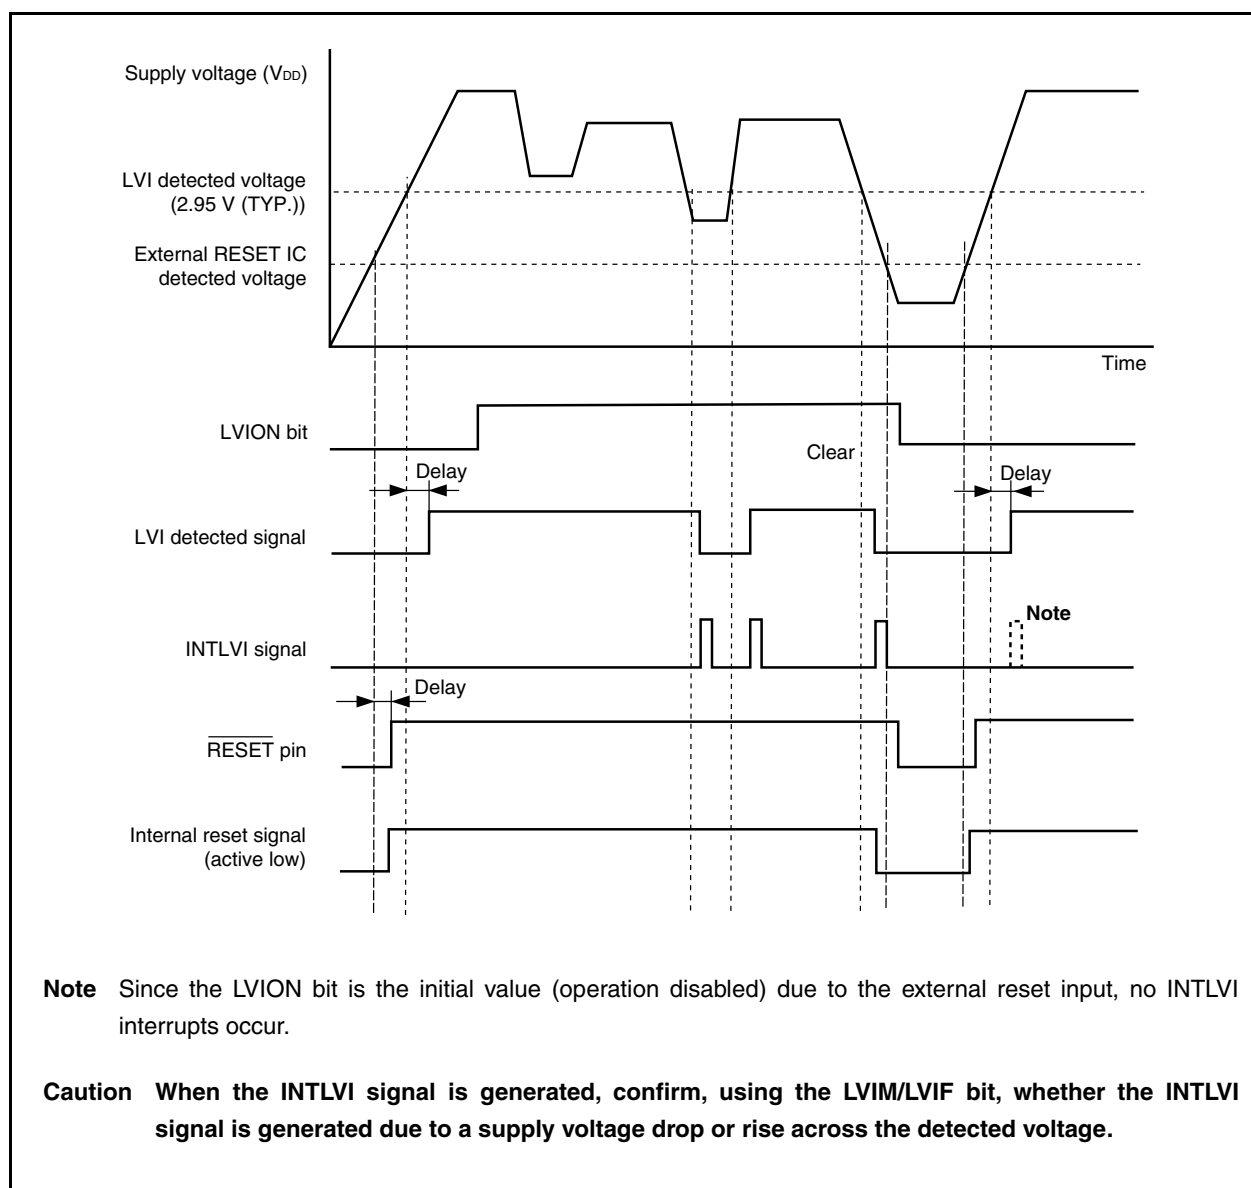 Supply voltage (VDD)
LVI detected voltage
(2.95 V (TYP.))
External RESET IC
detected voltage
Time
LVION bit
Clear
Delay
Delay
LVI detected signal
Note
INTLVI signal
Delay
RESET pin
Internal reset signal
(active low)
Note Since the LVION bit is the initial value (operation disabled) due to the external reset input, no INTLVI
interrupts occur.
Caution When the INTLVI signal is generated, confirm, using the LVIM/LVIF bit, whether the INTLVI
signal is generated due to a supply voltage drop or rise across the detected voltage.